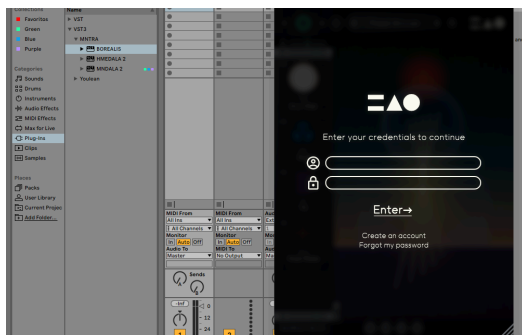 Collections
Favorites
Green
Blue
Purple
Categories
Sounds
Drums
Instruments
Audio Effects
MIDI Effects
Max for Live
Plug-Ins
Clips
Samples
Places
Packs
User Library
Current Projec
Add Folder...
Name
VST
VST3
MNTRA
BOREALIS
HMEDALA 2
MNDALA 2
Youlean
MIDI From
All Ins
All Channels
Monitor
In Auto Off
Audio To
Master
Sends
A
B
-Inf
0
12
24
1
MIDI From
All Ins
All Channels
Monitor
In Auto Off
MIDI To
No Output
2
Enter your credentials to continue
Enter→
Create an account
Forgot my password